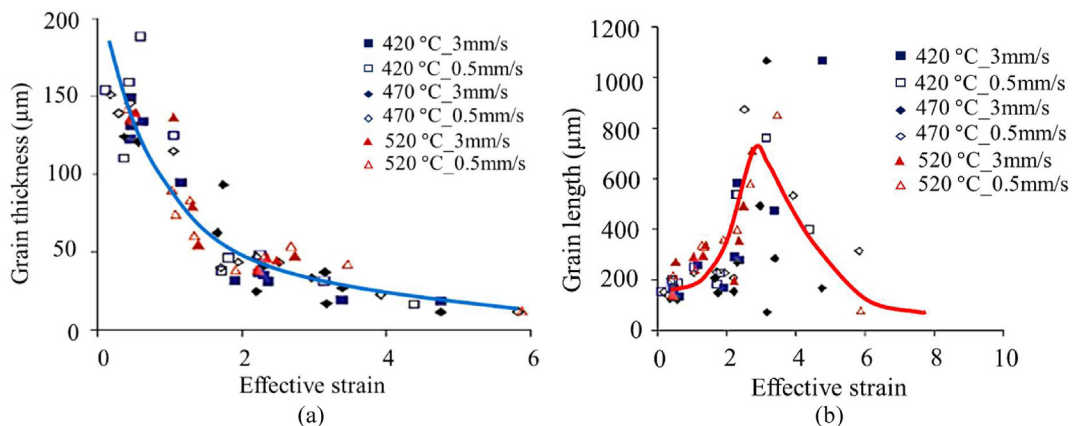 200
150
100
50
0
0
2
4
6
Grain thickness (μm)
Effective strain
420 °C_3mm/s
420 °C_0.5mm/s
470 °C_3mm/s
470 °C_0.5mm/s
520 °C_3mm/s
520 °C_0.5mm/s
(a)
1200
1000
800
600
400
200
0
0
2
4
6
8
10
Grain length (μm)
Effective strain
420 °C_3mm/s
420 °C_0.5mm/s
470 °C_3mm/s
470 °C_0.5mm/s
520 °C_3mm/s
520 °C_0.5mm/s
(b)